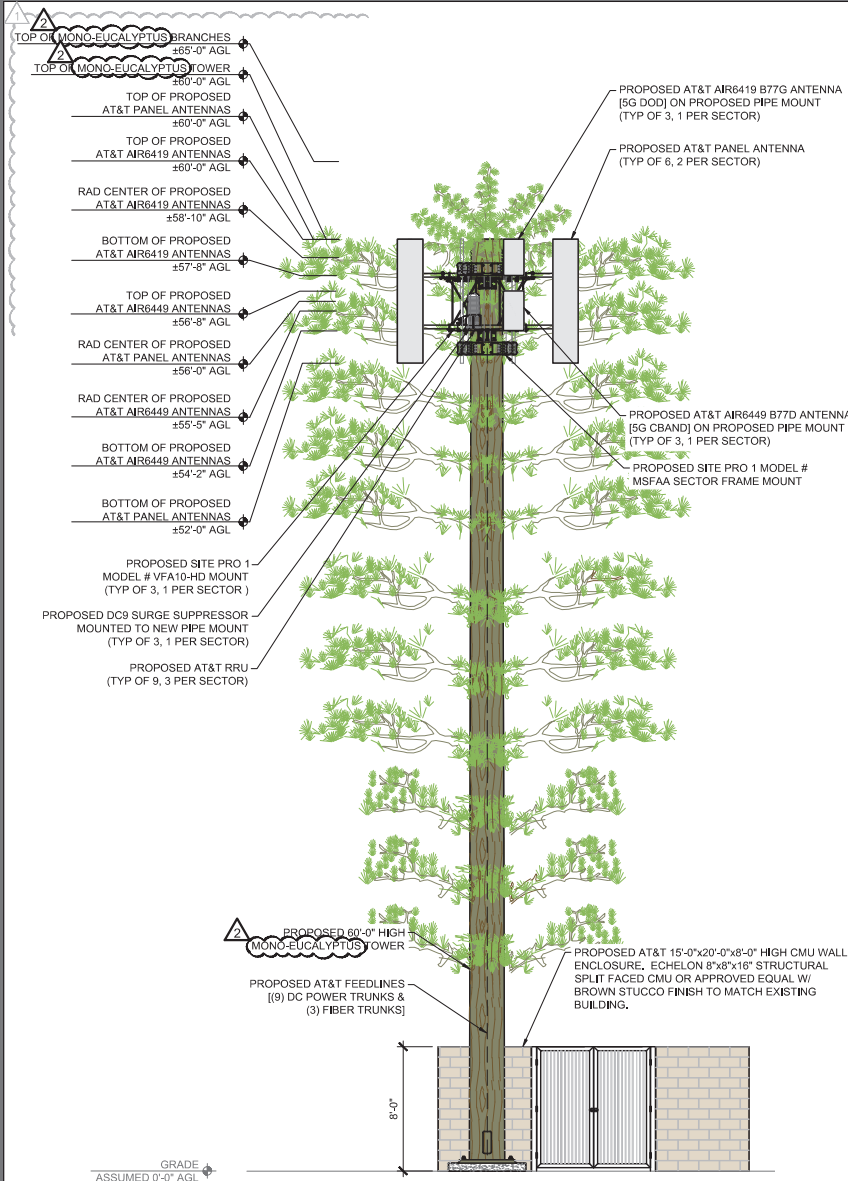 1
2
TOP OF MONO-EUCALYPTUS BRANCHES
±65'-0" AGL
2
TOP OF MONO-EUCALYPTUS TOWER
±60'-0" AGL
TOP OF PROPOSED
AT&T PANEL ANTENNAS
±60'-0" AGL
TOP OF PROPOSED
AT&T AIR6419 ANTENNAS
±60'-0" AGL
RAD CENTER OF PROPOSED
AT&T AIR6419 ANTENNAS
±58'-10" AGL
BOTTOM OF PROPOSED
AT&T AIR6419 ANTENNAS
±57'-8" AGL
TOP OF PROPOSED
AT&T AIR6449 ANTENNAS
±56'-8" AGL
RAD CENTER OF PROPOSED
AT&T PANEL ANTENNAS
±56'-0" AGL
RAD CENTER OF PROPOSED
AT&T AIR6449 ANTENNAS
±55'-5" AGL
BOTTOM OF PROPOSED
AT&T AIR6449 ANTENNAS
±54'-2" AGL
BOTTOM OF PROPOSED
AT&T PANEL ANTENNAS
±52'-0" AGL
PROPOSED SITE PRO 1
MODEL # VFA10-HD MOUNT
(TYP OF 3, 1 PER SECTOR )
PROPOSED DC9 SURGE SUPPRESSOR
MOUNTED TO NEW PIPE MOUNT
(TYP OF 3, 1 PER SECTOR)
PROPOSED AT&T RRU
(TYP OF 9, 3 PER SECTOR)
PROPOSED AT&T AIR6419 B77G ANTENNA
[5G DOD] ON PROPOSED PIPE MOUNT
(TYP OF 3, 1 PER SECTOR)
PROPOSED AT&T PANEL ANTENNA
(TYP OF 6, 2 PER SECTOR)
PROPOSED AT&T AIR6449 B77D ANTENNA
[5G CBAND] ON PROPOSED PIPE MOUNT
(TYP OF 3, 1 PER SECTOR)
PROPOSED SITE PRO 1 MODEL #
MSFAA SECTOR FRAME MOUNT
2
PROPOSED 60'-0" HIGH
MONO-EUCALYPTUS TOWER
PROPOSED AT&T FEEDLINES
[(9) DC POWER TRUNKS &
(3) FIBER TRUNKS]
PROPOSED AT&T 15'-0"x20'-0"x8'-0" HIGH CMU WALL
ENCLOSURE. ECHELON 8"x8"x16" STRUCTURAL
SPLIT FACED CMU OR APPROVED EQUAL W/
BROWN STUCCO FINISH TO MATCH EXISTING
BUILDING.
8'-0"
GRADE
ASSUMED 0'-0" AGL